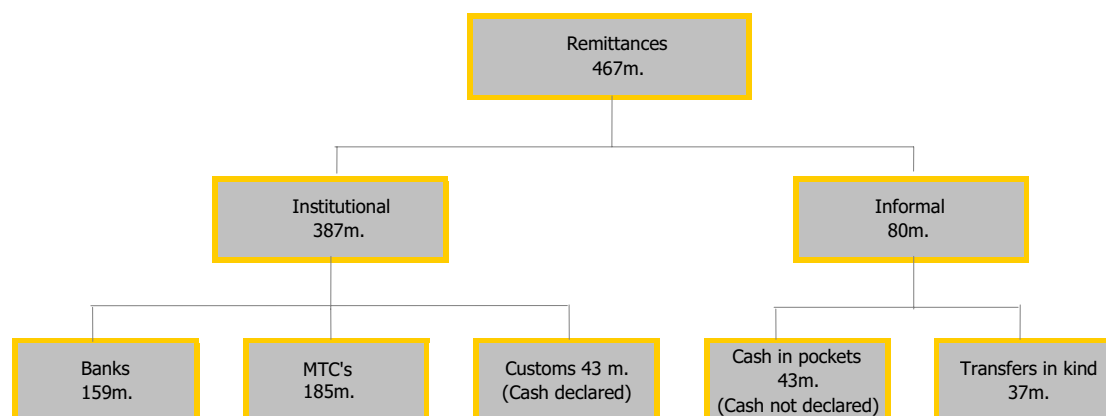 Remittances
467m.
Institutional
387m.
Informal
80m.
Banks
159m.
MTC's
185m.
Customs 43 m.
(Cash declared)
Cash in pockets
43m.
(Cash not declared)
Transfers in kind
37m.